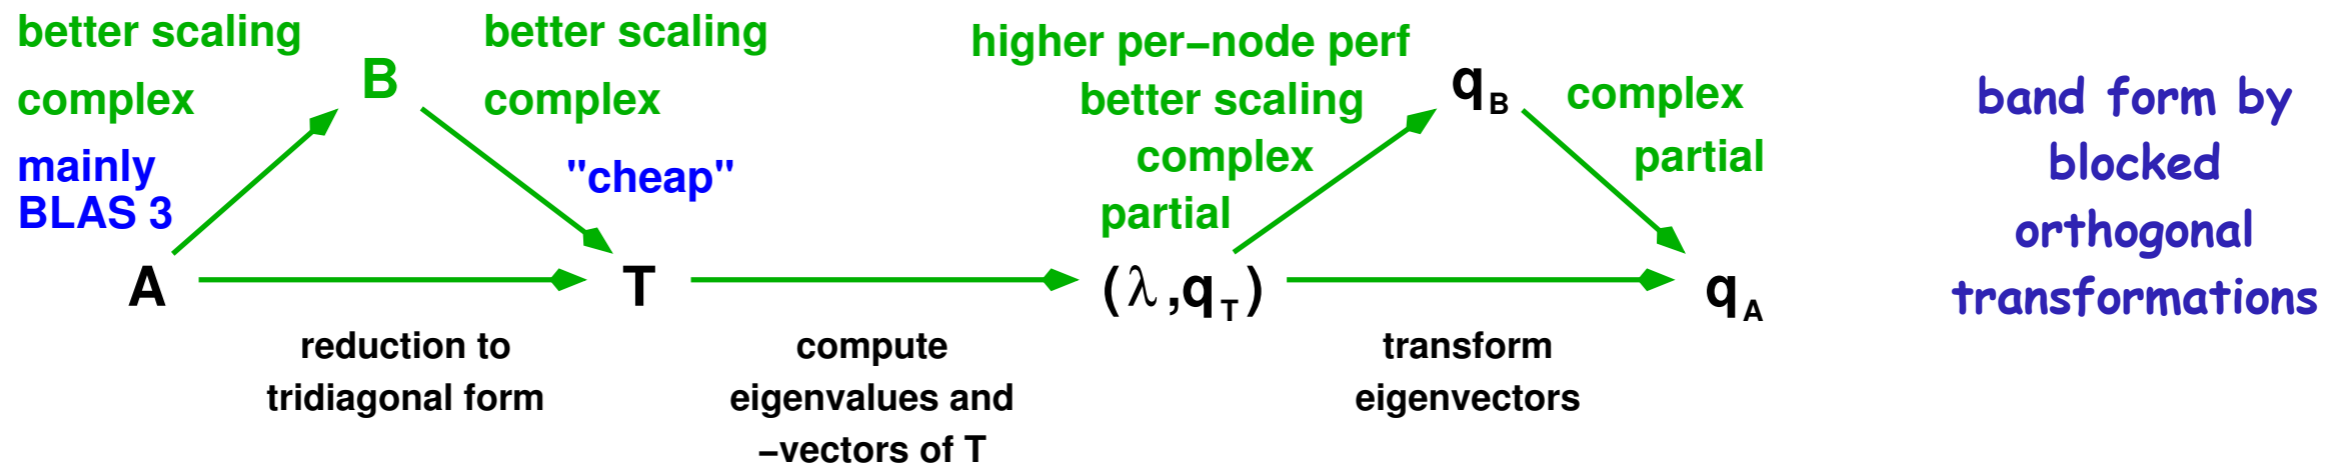 better scaling
complex
mainly
BLAS 3
B
better scaling
complex
"cheap"
A
T
reduction to
tridiagonal form
compute
eigenvalues and
−vectors of T
higher per−node perf
better scaling
complex
partial
(λ,q_T)
q_B
complex
partial
q_A
transform
eigenvectors
band form by
blocked
orthogonal
transformations